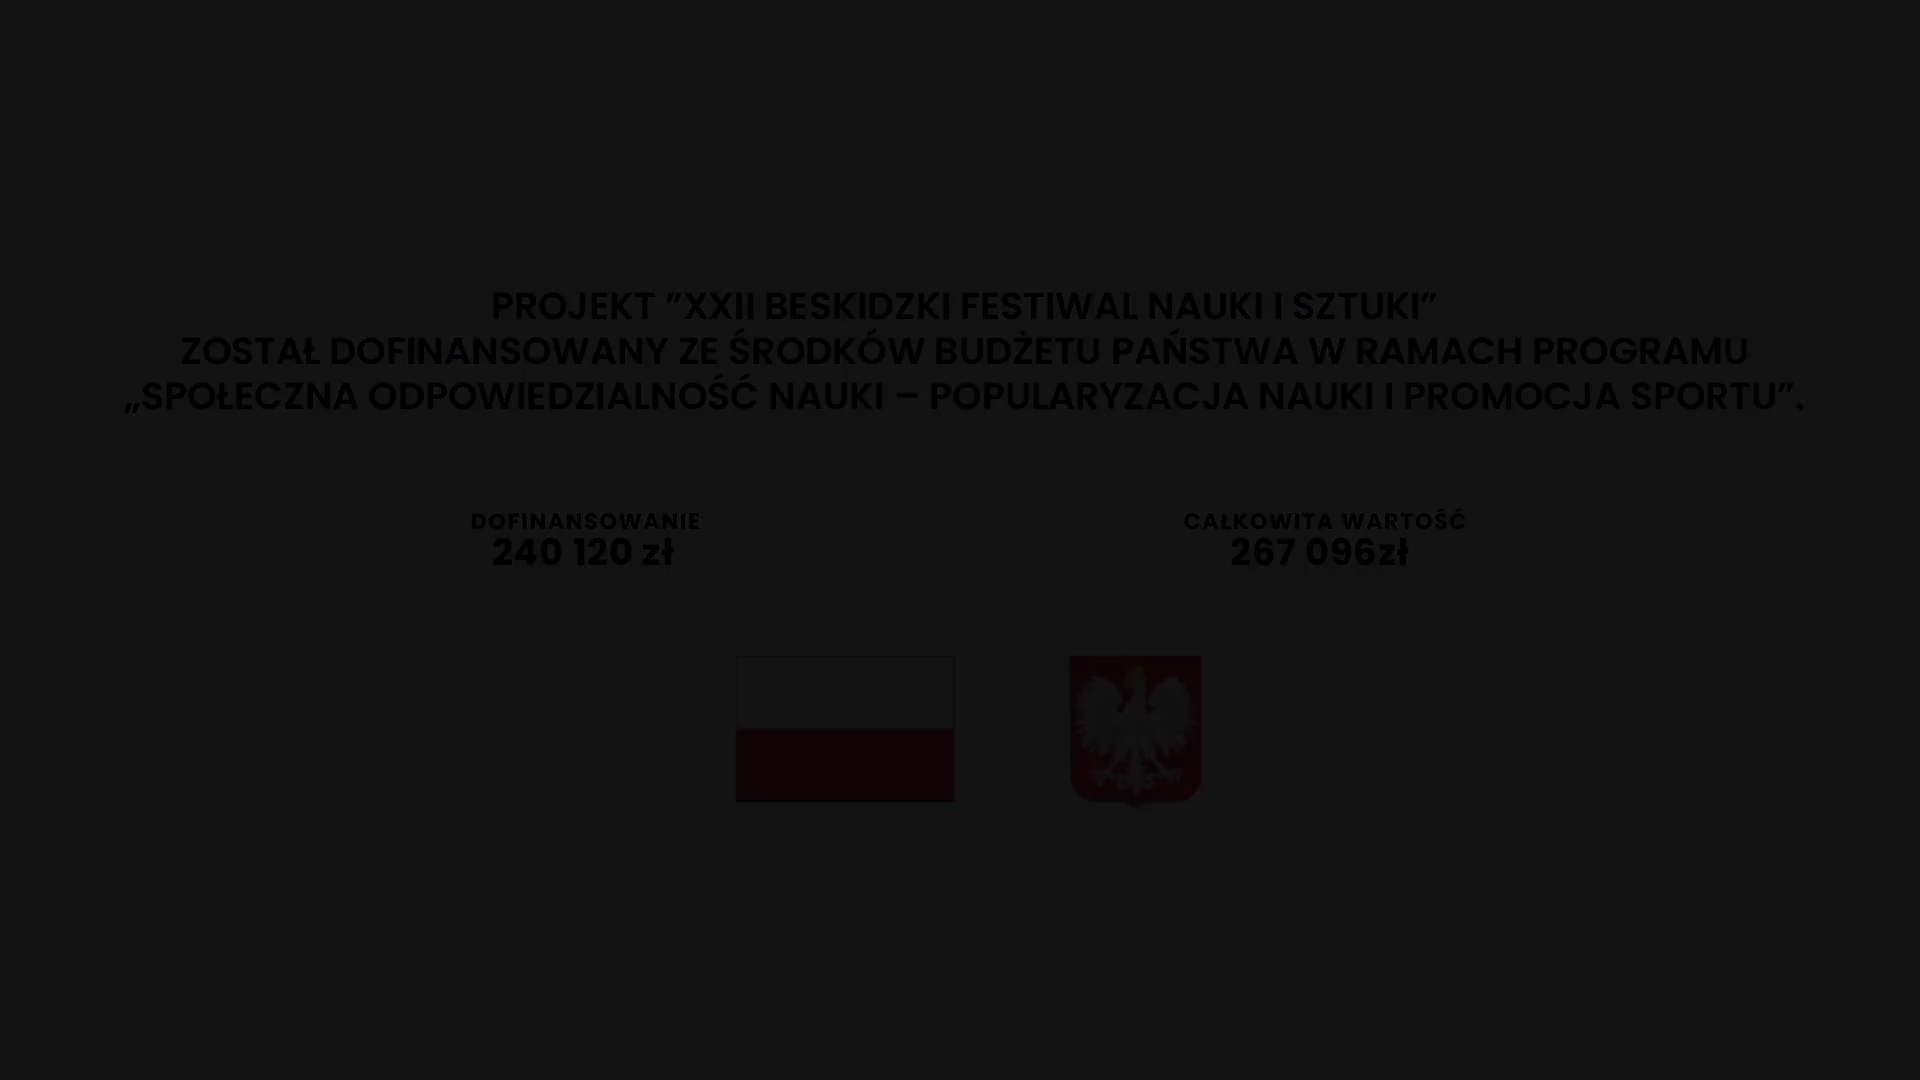 PROJEKT ”XXII BESKIDZKI FESTIWAL NAUKI I SZTUKI”
ZOSTAŁ DOFINANSOWANY ZE ŚRODKÓW BUDŻETU PAŃSTWA W RAMACH PROGRAMU
„SPOŁECZNA ODPOWIEDZIALNOŚĆ NAUKI – POPULARYZACJA NAUKI I PROMOCJA SPORTU”.
DOFINANSOWANIE
240 120 zł
CAŁKOWITA WARTOŚĆ
267 096zł